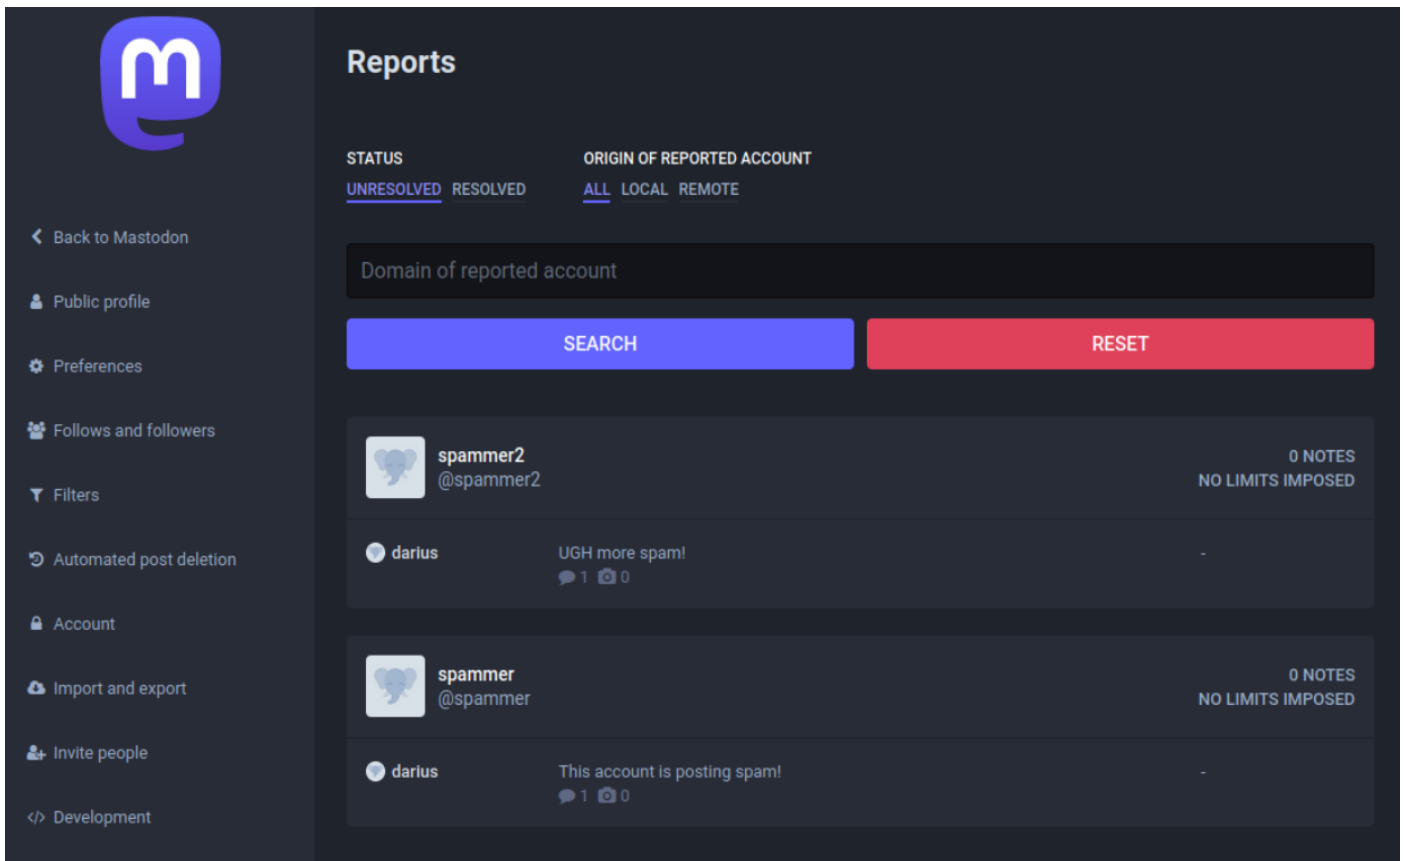 Reports
STATUS
UNRESOLVED RESOLVED
ORIGIN OF REPORTED ACCOUNT
ALL LOCAL REMOTE
Back to Mastodon
Public profile
Preferences
Follows and followers
Filters
Automated post deletion
Account
Import and export
Invite people
Development
Domain of reported account
SEARCH
RESET
spammer2
@spammer2
0 NOTES
NO LIMITS IMPOSED
darius
UGH more spam!
-
1 0
spammer
@spammer
0 NOTES
NO LIMITS IMPOSED
darius
This account is posting spam!
-
1 0